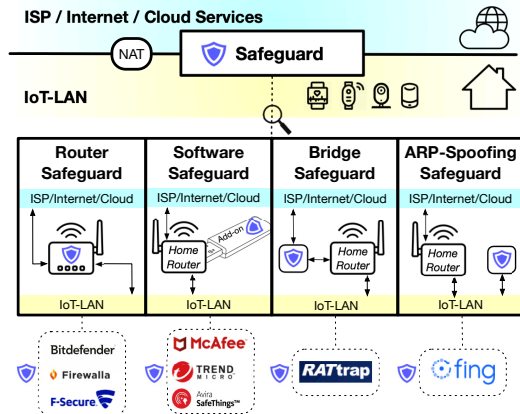 ISP / Internet / Cloud Services
NAT
Safeguard
IoT-LAN
Router
Safeguard
ISP/Internet/Cloud
IoT-LAN
Software
Safeguard
ISP/Internet/Cloud
Add-on
Home
Router
IoT-LAN
Bridge
Safeguard
ISP/Internet/Cloud
Home
Router
IoT-LAN
ARP-Spoofing
Safeguard
ISP/Internet/Cloud
Home
Router
IoT-LAN
Bitdefender
Firewalla
F-Secure.
McAfee
TREND
MICRO
Avira
SafeThings™
RATtrap
fing